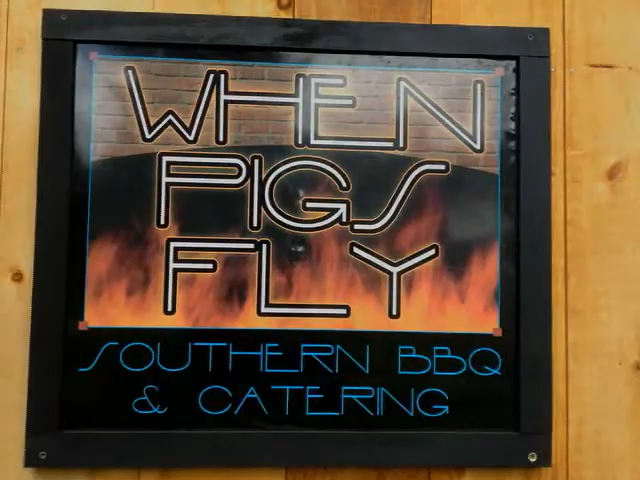 WHEN
PIGS
FLY
SOUTHERN BBQ
& CATERING